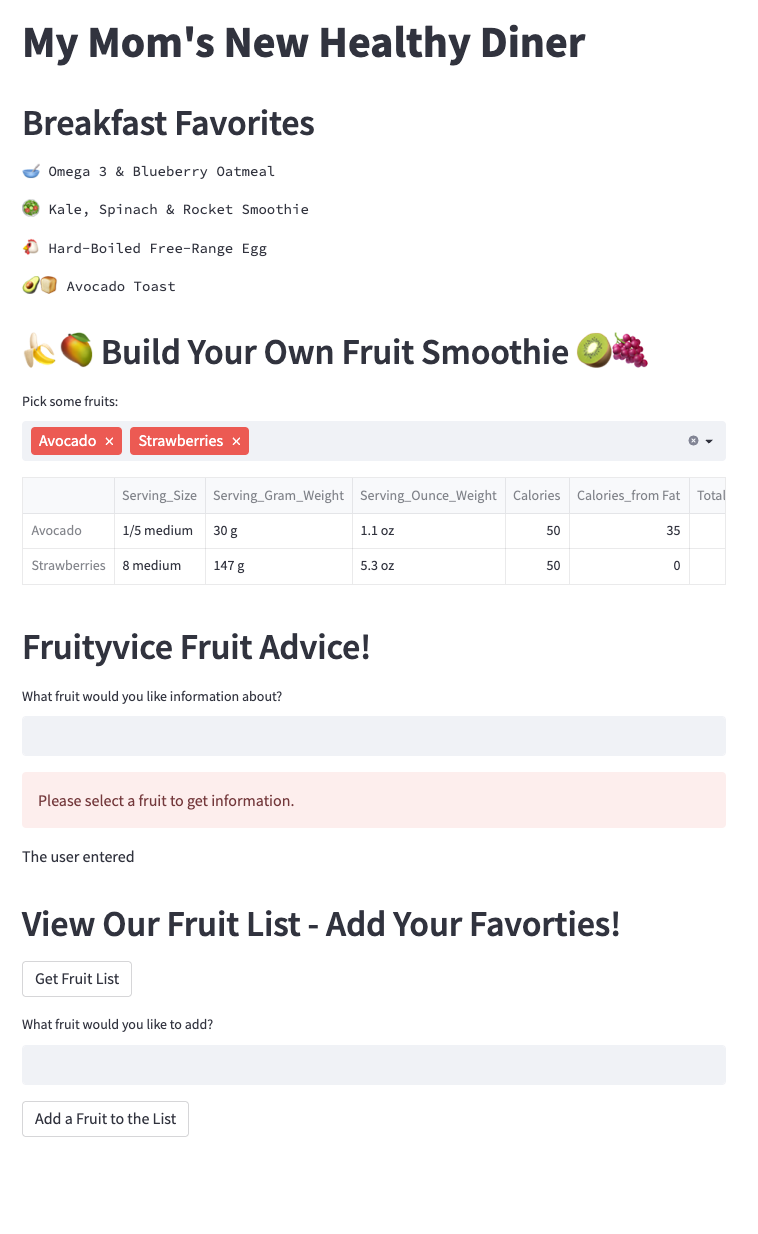 My Mom's New Healthy Diner
Breakfast Favorites
🥣 Omega 3 & Blueberry Oatmeal
🥗 Kale, Spinach & Rocket Smoothie
🐔 Hard-Boiled Free-Range Egg
🥑🍞 Avocado Toast
🍌🥭 Build Your Own Fruit Smoothie 🥝🍇
Pick some fruits:
Avocado × Strawberries ×
Serving_Size Serving_Gram_Weight Serving_Ounce_Weight Calories Calories_from Fat Total
Avocado 1/5 medium 30 g 1.1 oz 50 35
Strawberries 8 medium 147 g 5.3 oz 50 0
Fruityvice Fruit Advice!
What fruit would you like information about?
Please select a fruit to get information.
The user entered
View Our Fruit List - Add Your Favorties!
Get Fruit List
What fruit would you like to add?
Add a Fruit to the List